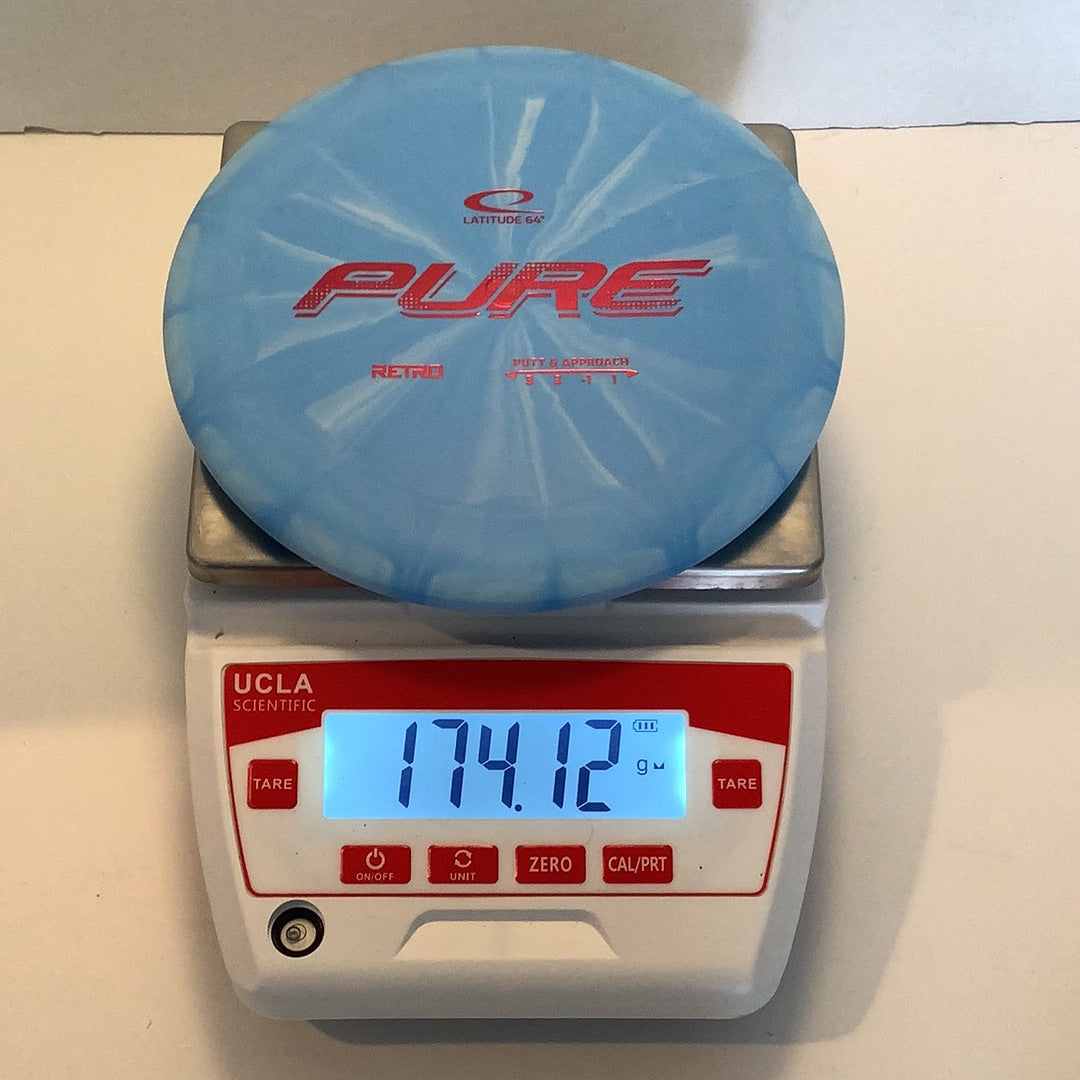 LATITUDE 64°
PURE
RETRO
PUTT & APPROACH
3 3 -1 1
UCLA
SCIENTIFIC
174.12
g
TARE
TARE
ON/OFF
UNIT
ZERO
CAL/PRT